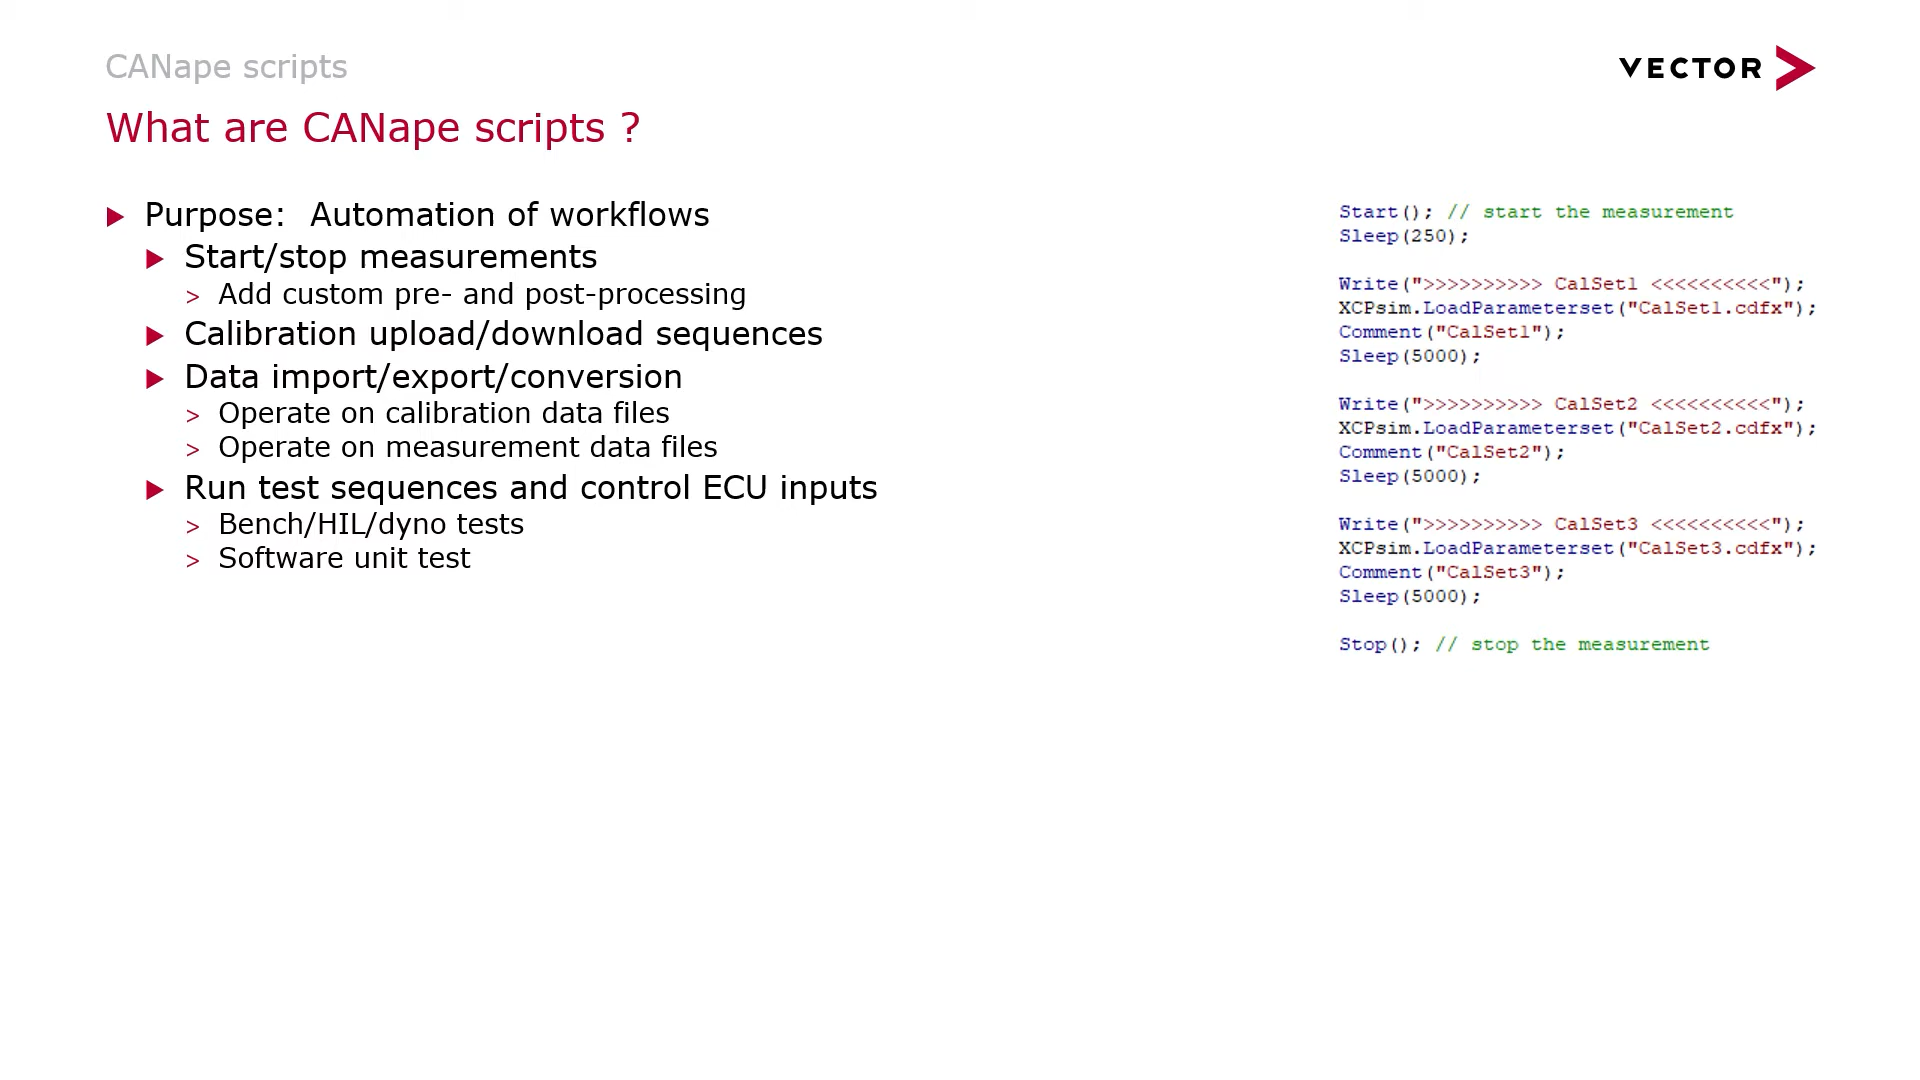 CANape scripts
VECTOR
What are CANape scripts ?
Purpose:  Automation of workflows
Start/stop measurements
> Add custom pre- and post-processing
Calibration upload/download sequences
Data import/export/conversion
> Operate on calibration data files
> Operate on measurement data files
Run test sequences and control ECU inputs
> Bench/HIL/dyno tests
> Software unit test
Start(); // start the measurement
Sleep(250);
Write(">>>>>>>>>> CalSet1 <<<<<<<<<<");
XCPsim.LoadParameterset("CalSet1.cdfx");
Comment("CalSet1");
Sleep(5000);
Write(">>>>>>>>>> CalSet2 <<<<<<<<<<");
XCPsim.LoadParameterset("CalSet2.cdfx");
Comment("CalSet2");
Sleep(5000);
Write(">>>>>>>>>> CalSet3 <<<<<<<<<<");
XCPsim.LoadParameterset("CalSet3.cdfx");
Comment("CalSet3");
Sleep(5000);
Stop(); // stop the measurement